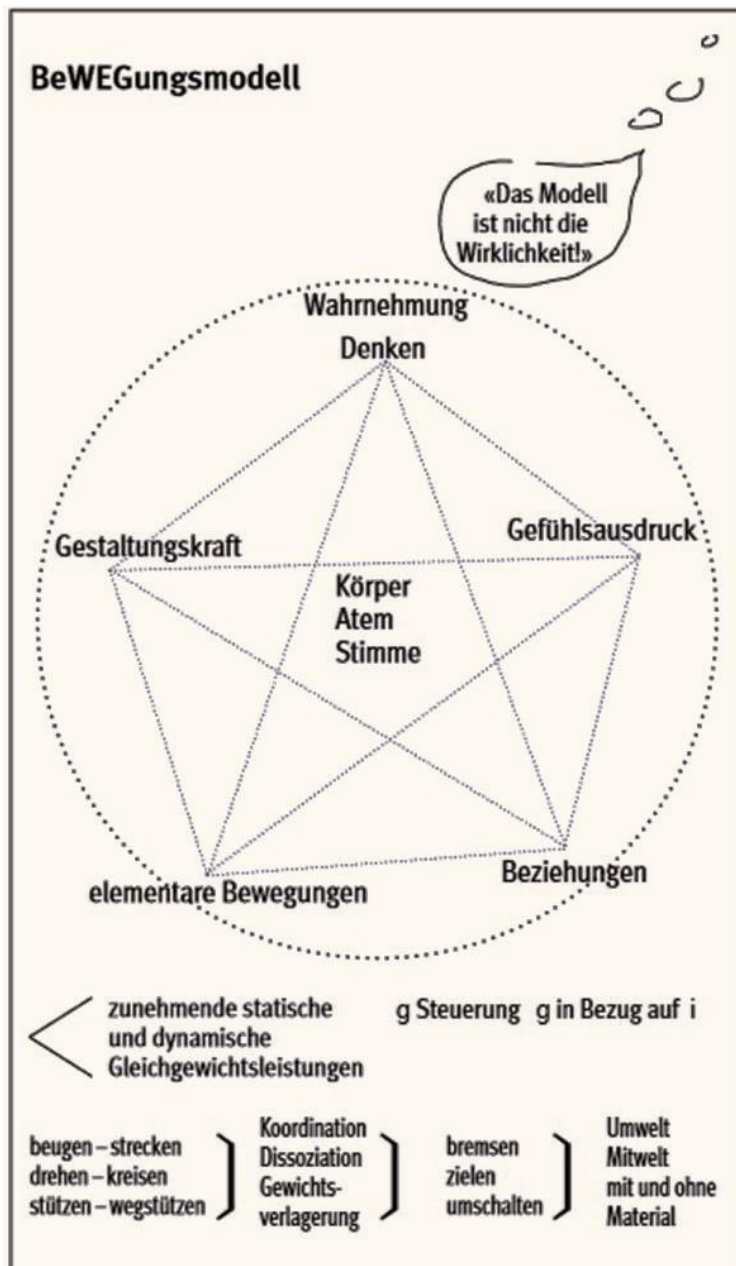 BeWEGungsmodell
«Das Modell
ist nicht die
Wirklichkeit!»
Wahrnehmung
Denken
Gestaltungskraft
Gefühlsausdruck
Körper
Atem
Stimme
elementare Bewegungen
Beziehungen
zunehmende statische
und dynamische
Gleichgewichtsleistungen
g Steuerung g in Bezug auf i
beugen – strecken
drehen – kreisen
stützen – wegstützen
Koordination
Dissoziation
Gewichts-
verlagerung
bremsen
zielen
umschalten
Umwelt
Mitwelt
mit und ohne
Material